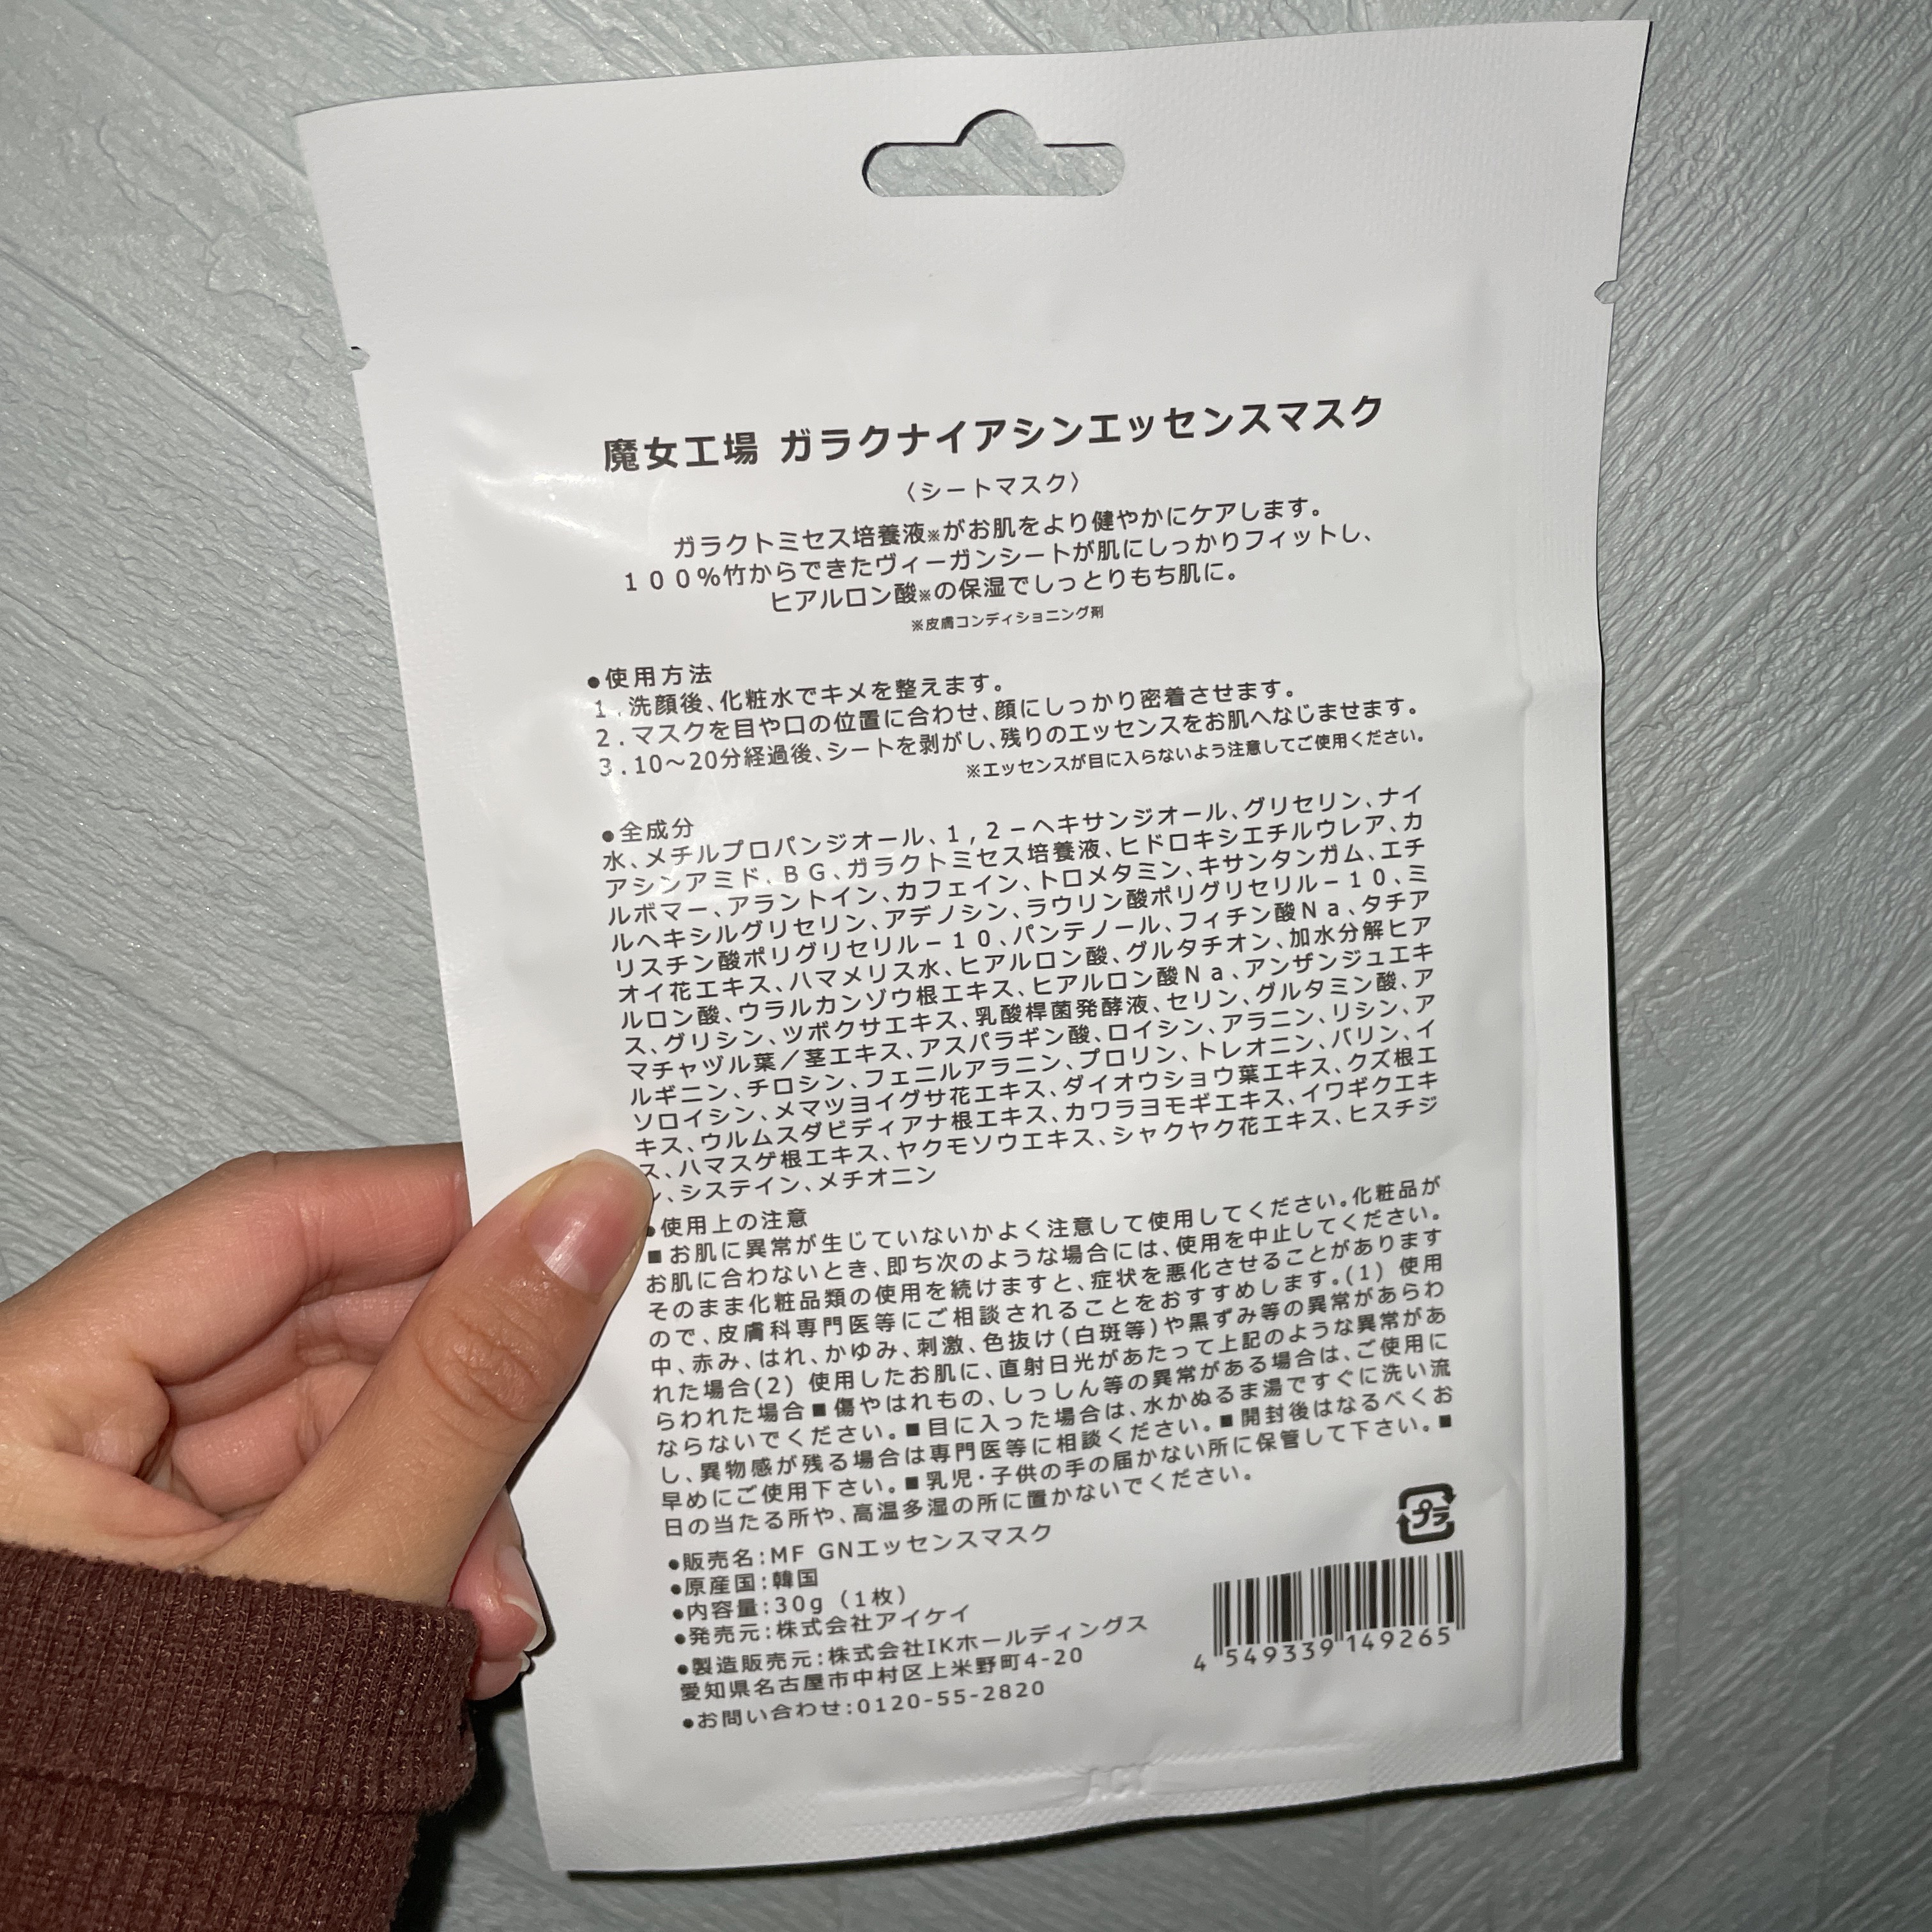 魔女工場 ガラクナイアシンエッセンスマスク
〈シートマスク〉
ガラクトミセス培養液※がお肌をより健やかにケアします。
１００％竹からできたヴィーガンシートが肌にしっかりフィットし、
ヒアルロン酸※の保湿でしっとりもち肌に。
※皮膚コンディショニング剤
●使用方法
1.洗顔後、化粧水でキメを整えます。
2.マスクを目や口の位置に合わせ、顔にしっかり密着させます。
3.10～20分経過後、シートを剥がし、残りのエッセンスをお肌へなじませます。
※エッセンスが目に入らないよう注意してご使用ください。
●全成分
水、メチルプロパンジオール、１,２－ヘキサンジオール、グリセリン、ナイ
アシンアミド、ＢＧ、ガラクトミセス培養液、ヒドロキシエチルウレア、カ
ルボマー、アラントイン、カフェイン、トロメタミン、キサンタンガム、エチ
ルヘキシルグリセリン、アデノシン、ラウリン酸ポリグリセリル－１０、ミ
リスチン酸ポリグリセリル－１０、パンテノール、フィチン酸Ｎａ、タチア
オイ花エキス、ハマメリス水、ヒアルロン酸、グルタチオン、加水分解ヒア
ルロン酸、ウラルカンゾウ根エキス、ヒアルロン酸Ｎａ、アンザンジュエキ
ス、グリシン、ツボクサエキス、乳酸桿菌発酵液、セリン、グルタミン酸、ア
マチャヅル葉／茎エキス、アスパラギン酸、ロイシン、アラニン、リシン、ア
ルギニン、チロシン、フェニルアラニン、プロリン、トレオニン、バリン、イ
ソロイシン、メマツヨイグサ花エキス、ダイオウショウ葉エキス、クズ根エ
キス、ウルムスダビディアナ根エキス、カワラヨモギエキス、イワギクエキ
ス、ハマスゲ根エキス、ヤクモソウエキス、シャクヤク花エキス、ヒスチジ
ン、システイン、メチオニン
●使用上の注意
■お肌に異常が生じていないかよく注意して使用してください。化粧品が
お肌に合わないとき、即ち次のような場合には、使用を中止してください。
そのまま化粧品類の使用を続けますと、症状を悪化させることがあります
ので、皮膚科専門医等にご相談されることをおすすめします。(1) 使用
中、赤み、はれ、かゆみ、刺激、色抜け(白斑等)や黒ずみ等の異常があらわ
れた場合(2) 使用したお肌に、直射日光があたって上記のような異常があ
らわれた場合■傷やはれもの、しっしん等の異常がある場合は、ご使用に
ならないでください。■目に入った場合は、水かぬるま湯ですぐに洗い流
し、異物感が残る場合は専門医等に相談ください。■開封後はなるべくお
早めにご使用下さい。■乳児・子供の手の届かない所に保管して下さい。■
日の当たる所や、高温多湿の所に置かないでください。
●販売名:MF GNエッセンスマスク
●原産国:韓国
●内容量:30g (1枚)
●発売元:株式会社アイケイ
●製造販売元:株式会社IKホールディングス
愛知県名古屋市中村区上米野町4-20
●お問い合わせ:0120-55-2820
プラ
4 549339 149265